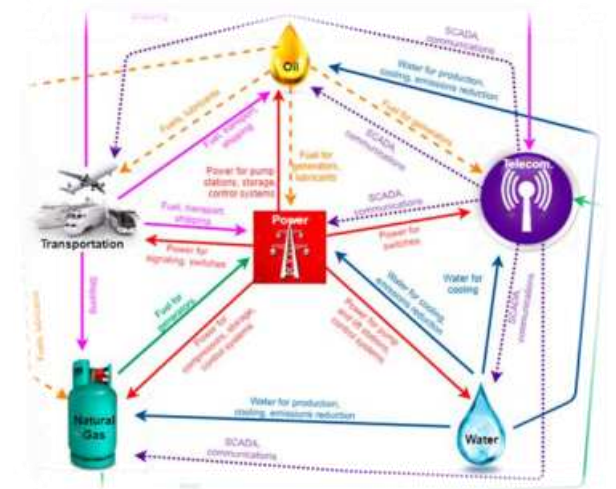 shipping
SCADA,
communications
Water for production,
cooling, emissions reduction
Oil
Fuels, lubricants
Fuel, transport,
shipping
Fuel for generators
SCADA,
communications
Telecom.
Power for pump
stations, storage,
control systems
Fuel for
generators,
lubricants
SCADA,
communications
Transportation
Fuel, transport,
shipping
Power
Power for
signaling, switches
Power for
switches
Water for
cooling
Shipping
Fuel for
generators
Water for cooling,
emissions reduction
SCADA,
communications
Fuels, lubricants
Power for
compressors, storage,
control systems
Power for pump
and lift stations,
control systems
Natural
Gas
Water for production,
cooling, emissions reduction
Water
SCADA,
communications